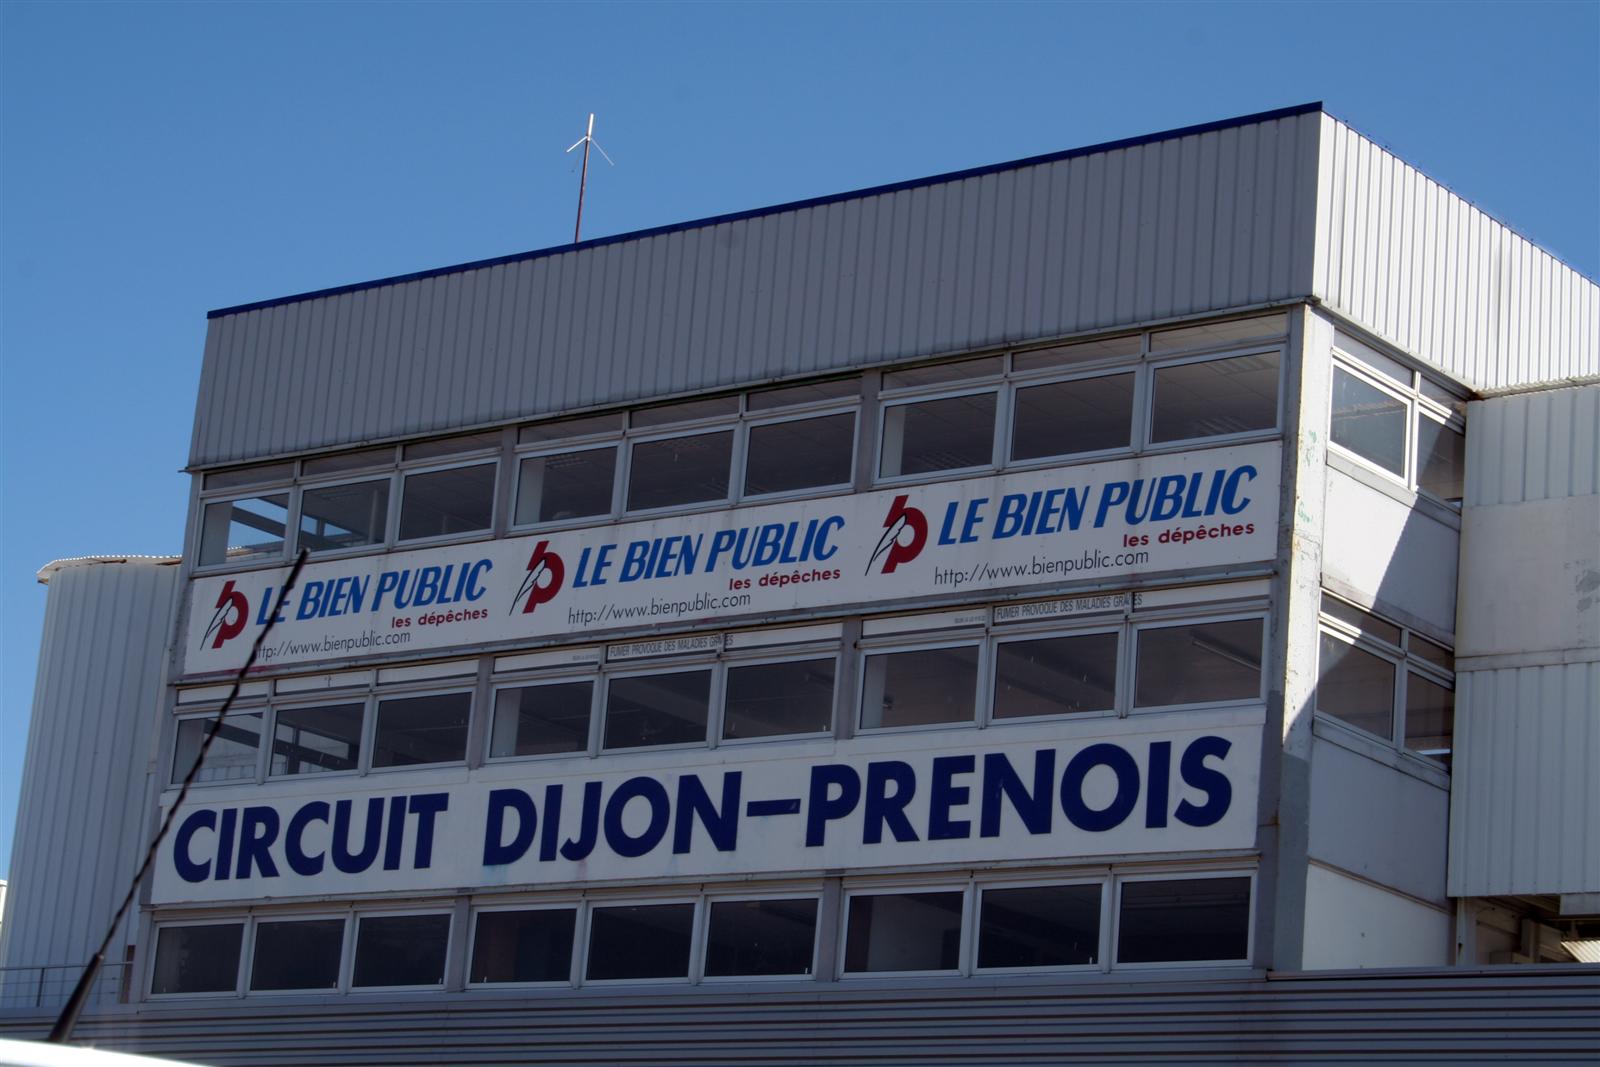 LE BIEN PUBLIC
les dépêches
http://www.bienpublic.com
LE BIEN PUBLIC
les dépêches
http://www.bienpublic.com
LE BIEN PUBLIC
les dépêches
http://www.bienpublic.com
FUMER PROVOQUE DES MALADIES GRAVES
FUMER PROVOQUE DES MALADIES GRAVES
CIRCUIT DIJON-PRENOIS